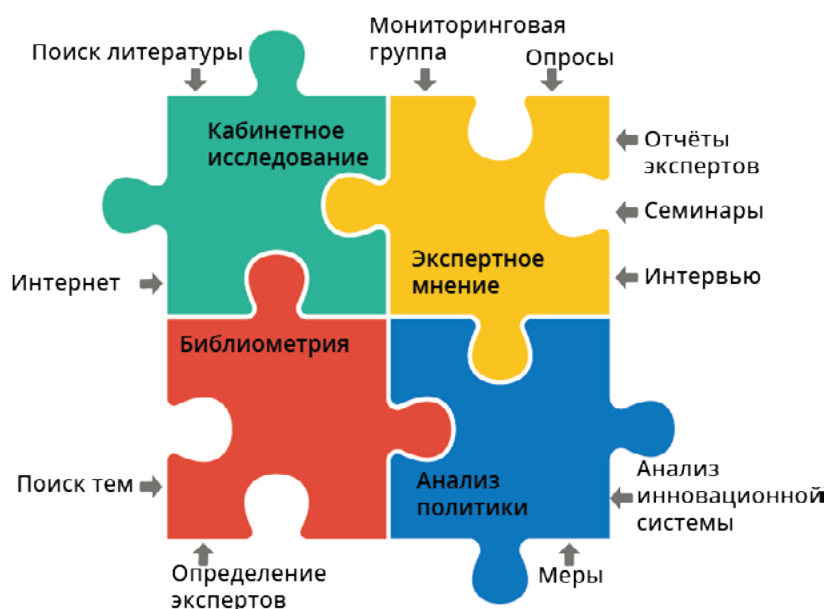 Поиск литературы
Мониторинговая
группа
Опросы
Кабинетное
исследование
Отчёты
экспертов
Семинары
Экспертное
мнение
Интервью
Интернет
Библиометрия
Поиск тем
Анализ
политики
Анализ
инновационной
системы
Определение
экспертов
Меры